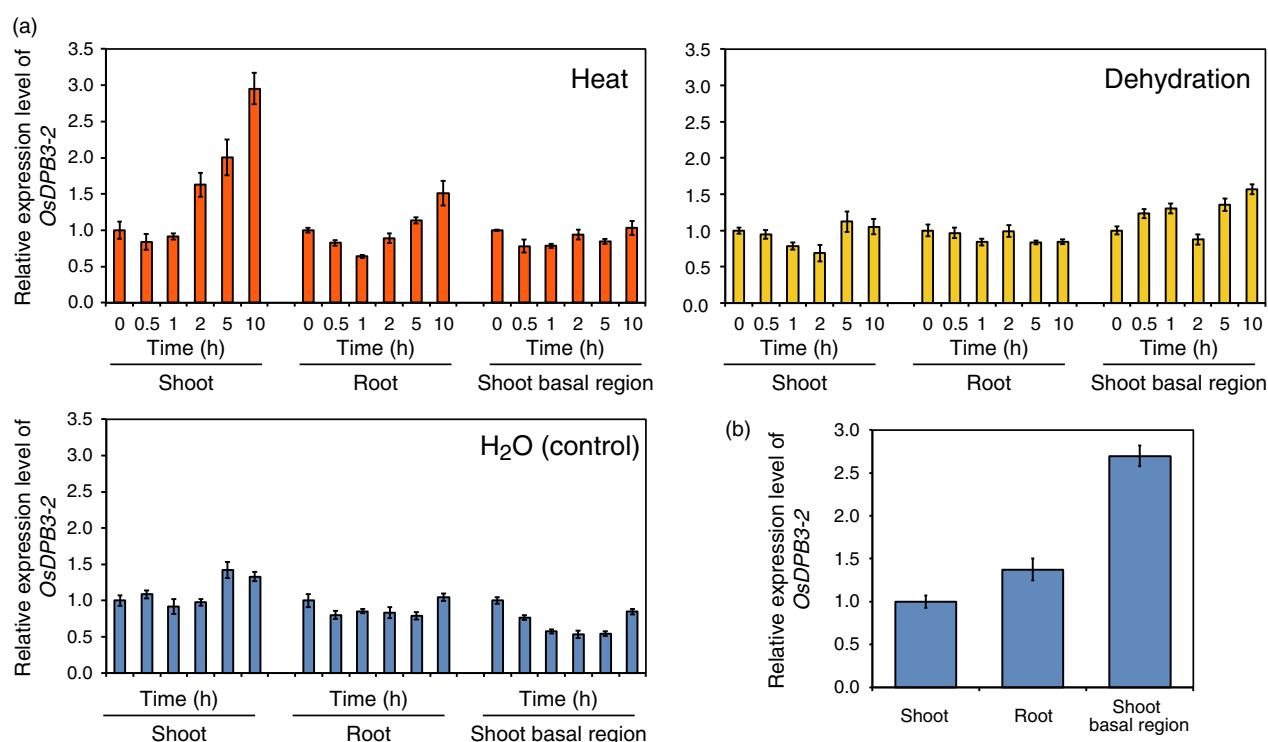 (a)
Relative expression level of
OsDPB3-2
3.5
3.0
2.5
2.0
1.5
1.0
0.5
0.0
Heat
0 0.5 1 2 5 10 0 0.5 1 2 5 10 0 0.5 1 2 5 10
Time (h) Time (h) Time (h)
Shoot Root Shoot basal region
3.5
3.0
2.5
2.0
1.5
1.0
0.5
0.0
Dehydration
0 0.5 1 2 5 10 0 0.5 1 2 5 10 0 0.5 1 2 5 10
Time (h) Time (h) Time (h)
Shoot Root Shoot basal region
Relative expression level of
OsDPB3-2
3.5
3.0
2.5
2.0
1.5
1.0
0.5
0.0
H₂O (control)
Time (h) Time (h) Time (h)
Shoot Root Shoot basal region
(b)
Relative expression level of
OsDPB3-2
3.0
2.5
2.0
1.5
1.0
0.5
0.0
Shoot Root Shoot
basal region